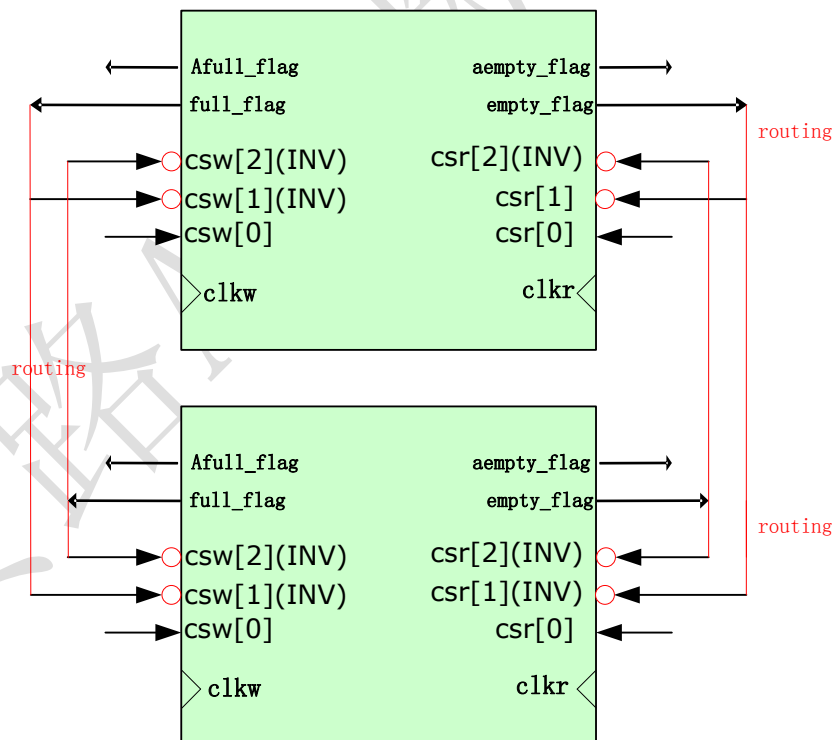 Afull_flag aempty_flag
full_flag empty_flag
routing
csw[2](INV) csr[2](INV)
csw[1](INV) csr[1]
csw[0] csr[0]
clkw clkr
routing
Afull_flag aempty_flag
full_flag empty_flag
routing
csw[2](INV) csr[2](INV)
csw[1](INV) csr[1](INV)
csw[0] csr[0]
clkw clkr
路